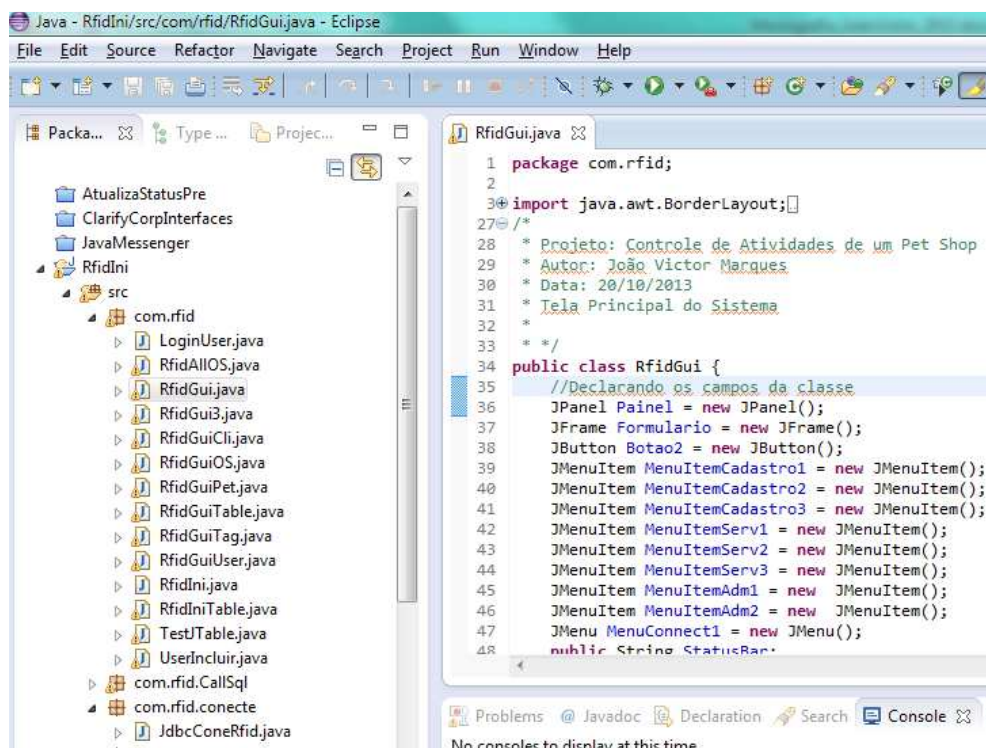 Java - RfidIni/src/com/rfid/RfidGui.java - Eclipse
File Edit Source Refactor Navigate Search Project Run Window Help
Packa... Type ... Projec...
AtualizaStatusPre
ClarifyCorpInterfaces
JavaMessenger
RfidIni
src
com.rfid
LoginUser.java
RfidAllOS.java
RfidGui.java
RfidGui3.java
RfidGuiCli.java
RfidGuiOS.java
RfidGuiPet.java
RfidGuiTable.java
RfidGuiTag.java
RfidGuiUser.java
RfidIni.java
RfidIniTable.java
TestJTable.java
UserIncluir.java
com.rfid.CallSql
com.rfid.conecte
JdbcConeRfid.java
RfidGui.java
1 package com.rfid;
2
3 import java.awt.BorderLayout;
27 /*
28 * Projeto: Controle de Atividades de um Pet Shop
29 * Autor: João Victor Marques
30 * Data: 20/10/2013
31 * Tela Principal do Sistema
32 *
33 * */
34 public class RfidGui {
35 //Declarando os campos da classe
36 JPanel Painel = new JPanel();
37 JFrame Formulario = new JFrame();
38 JButton Botao2 = new JButton();
39 JMenuItem MenuItemCadastro1 = new JMenuItem();
40 JMenuItem MenuItemCadastro2 = new JMenuItem();
41 JMenuItem MenuItemCadastro3 = new JMenuItem();
42 JMenuItem MenuItemServ1 = new JMenuItem();
43 JMenuItem MenuItemServ2 = new JMenuItem();
44 JMenuItem MenuItemServ3 = new JMenuItem();
45 JMenuItem MenuItemAdm1 = new JMenuItem();
46 JMenuItem MenuItemAdm2 = new JMenuItem();
47 JMenu MenuConnect1 = new JMenu();
48 public String StatusBar;
Problems @ Javadoc Declaration Search Console
No consoles to display at this time.